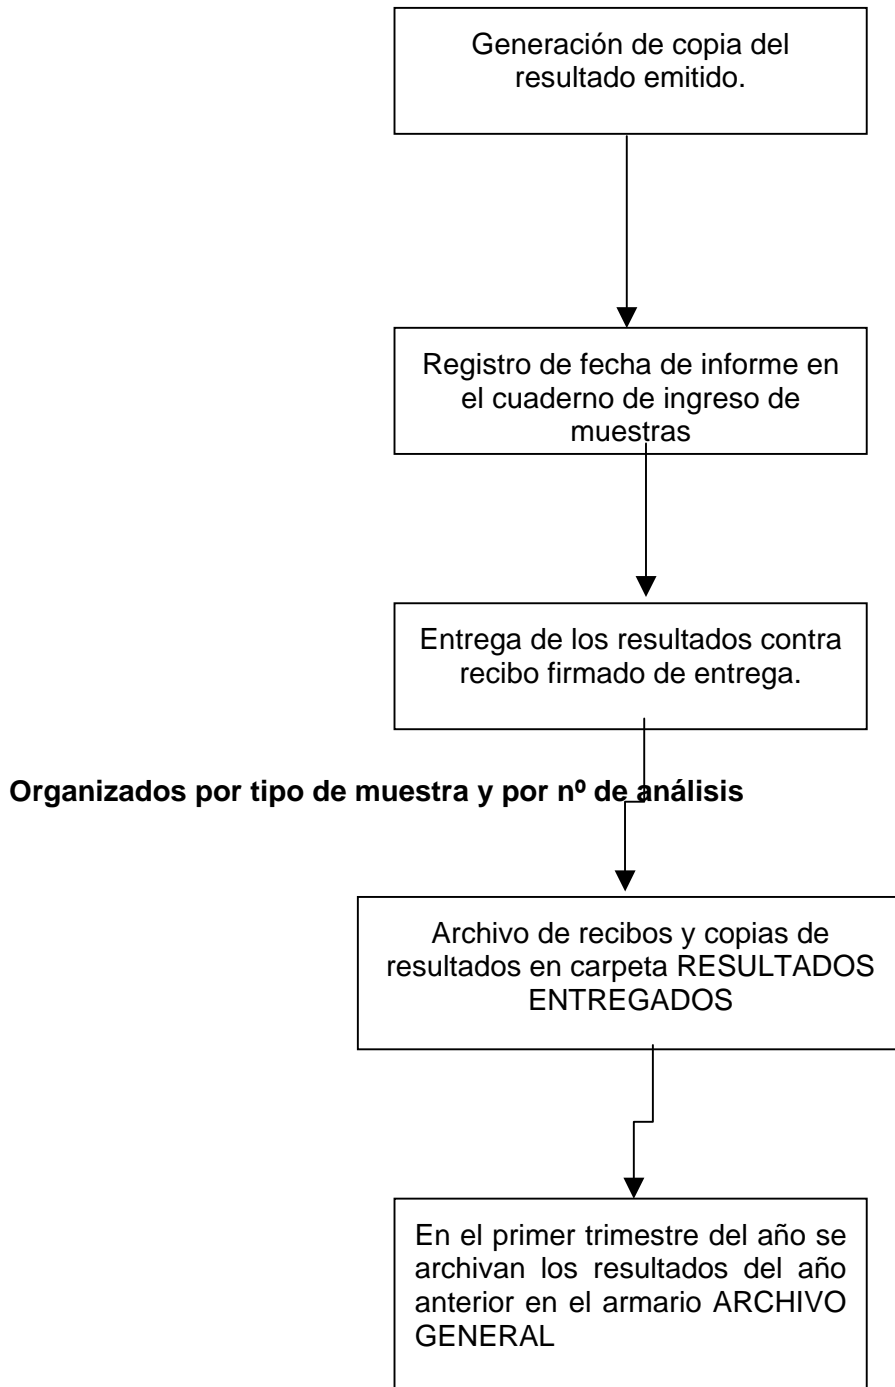 Generación de copia del
resultado emitido.
Registro de fecha de informe en
el cuaderno de ingreso de
muestras
Entrega de los resultados contra
recibo firmado de entrega.
Organizados por tipo de muestra y por nº de análisis
Archivo de recibos y copias de
resultados en carpeta RESULTADOS
ENTREGADOS
En el primer trimestre del año se
archivan los resultados del año
anterior en el armario ARCHIVO
GENERAL